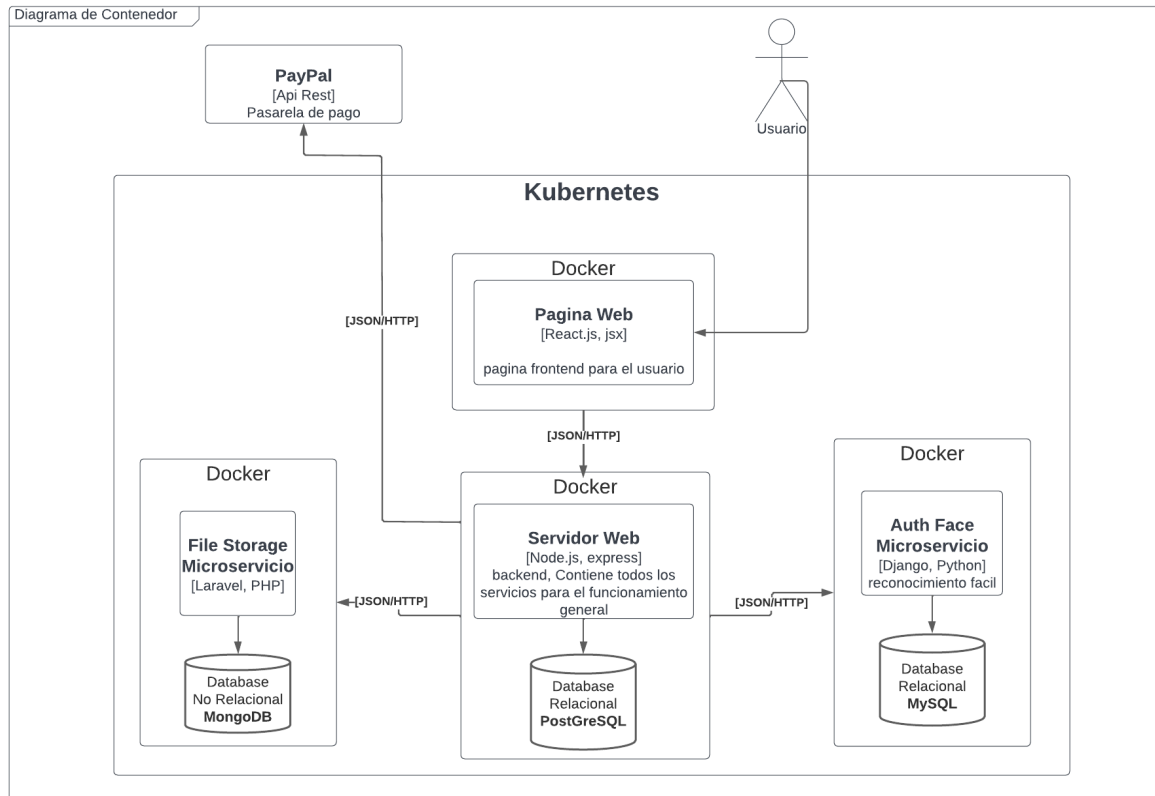 Diagrama de Contenedor
PayPal
[Api Rest]
Pasarela de pago
Usuario
Kubernetes
Docker
Pagina Web
[React.js, jsx]
pagina frontend para el usuario
[JSON/HTTP]
[JSON/HTTP]
Docker
File Storage
Microservicio
[Laravel, PHP]
Database
No Relacional
MongoDB
[JSON/HTTP]
Docker
Servidor Web
[Node.js, express]
backend, Contiene todos los
servicios para el funcionamiento
general
Database
Relacional
PostGreSQL
[JSON/HTTP]
Docker
Auth Face
Microservicio
[Django, Python]
reconocimiento facil
Database
Relacional
MySQL